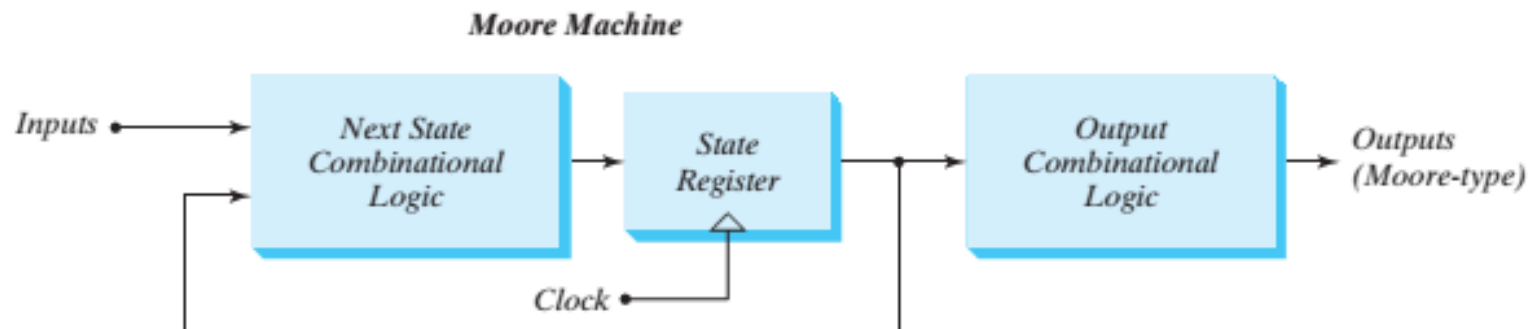 Moore Machine
Inputs
Next State
Combinational
Logic
State
Register
Output
Combinational
Logic
Outputs
(Moore-type)
Clock